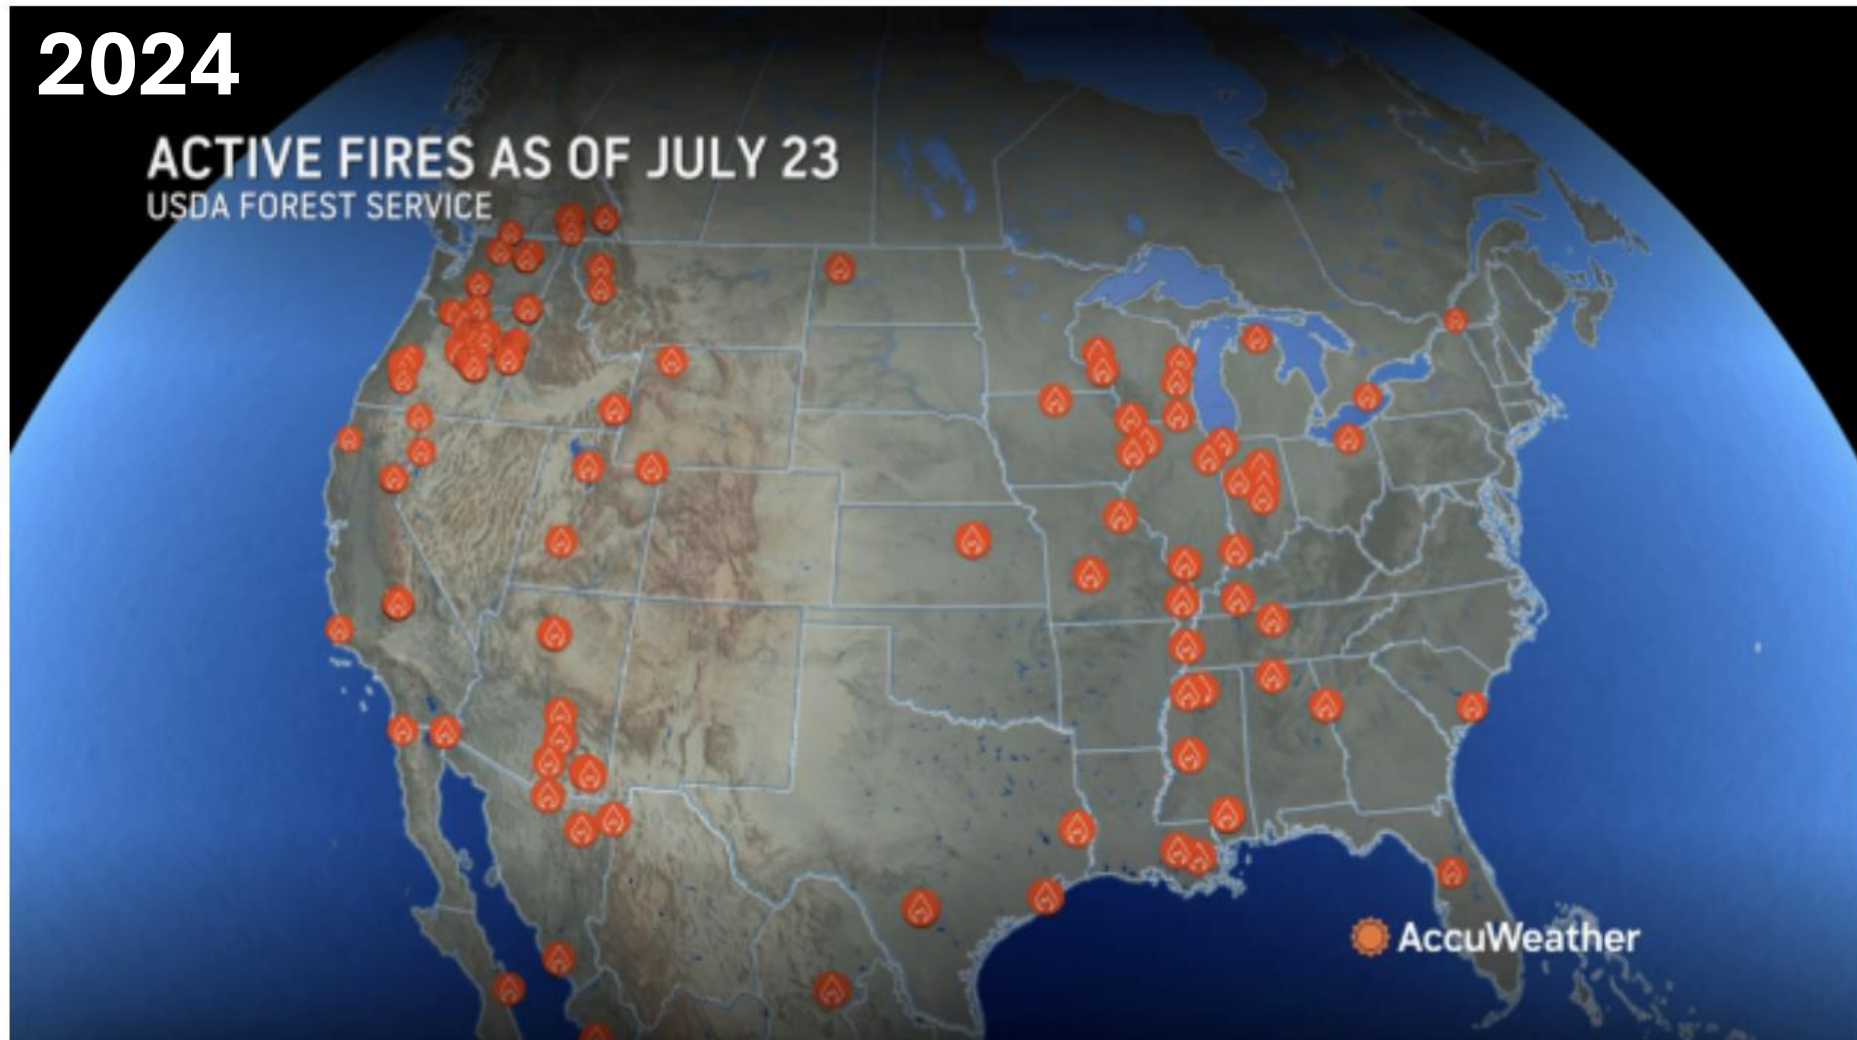 2024
ACTIVE FIRES AS OF JULY 23
USDA FOREST SERVICE
AccuWeather